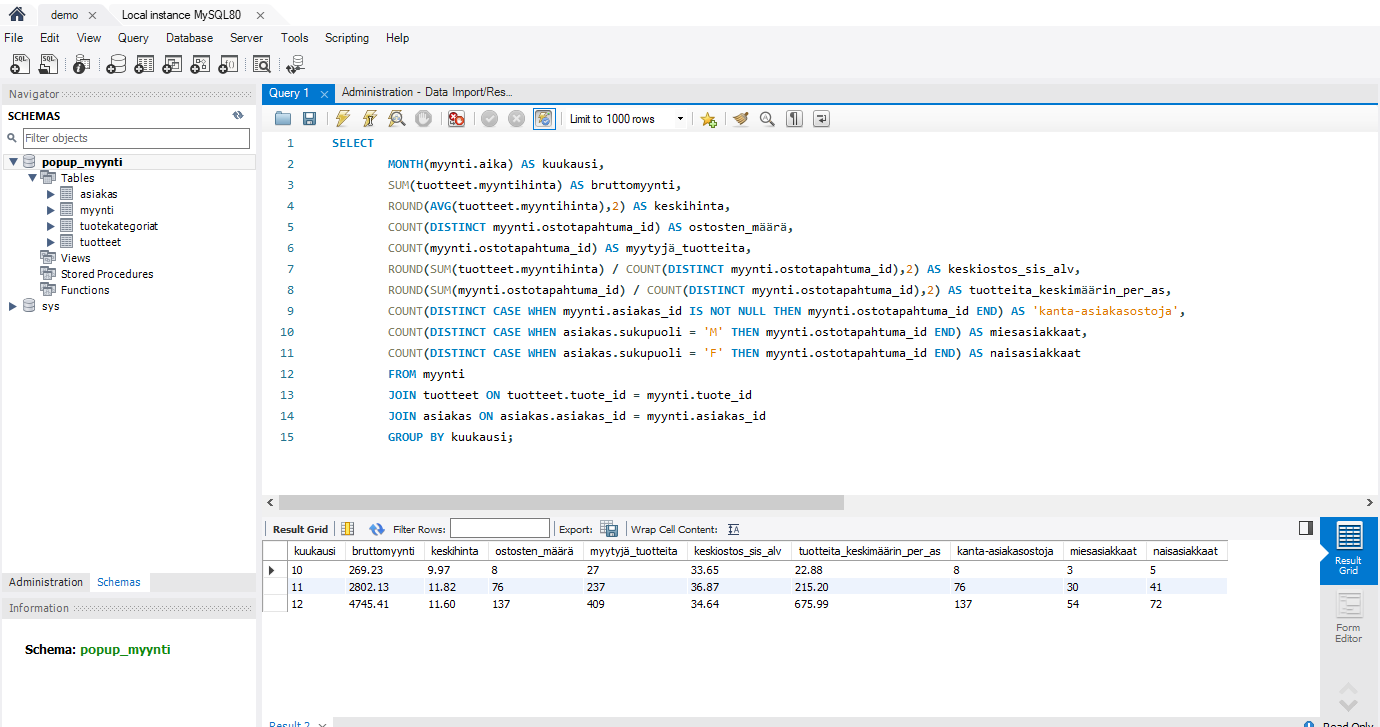 demo × Local instance MySQL80 ×
File Edit View Query Database Server Tools Scripting Help
Navigator
SCHEMAS
Filter objects
popup_myynti
Tables
asiakas
myynti
tuotekategoriat
tuotteet
Views
Stored Procedures
Functions
sys
Administration Schemas
Information
Schema: popup_myynti
Query 1 × Administration - Data Import/Res...
Limit to 1000 rows
1 SELECT
2 MONTH(myynti.aika) AS kuukausi,
3 SUM(tuotteet.myyntihinta) AS bruttomyynti,
4 ROUND(AVG(tuotteet.myyntihinta),2) AS keskihinta,
5 COUNT(DISTINCT myynti.ostotapahtuma_id) AS ostosten_määrä,
6 COUNT(myynti.ostotapahtuma_id) AS myytyjä_tuotteita,
7 ROUND(SUM(tuotteet.myyntihinta) / COUNT(DISTINCT myynti.ostotapahtuma_id),2) AS keskiostos_sis_alv,
8 ROUND(SUM(myynti.ostotapahtuma_id) / COUNT(DISTINCT myynti.ostotapahtuma_id),2) AS tuotteita_keskimäärin_per_as,
9 COUNT(DISTINCT CASE WHEN myynti.asiakas_id IS NOT NULL THEN myynti.ostotapahtuma_id END) AS 'kanta-asiakasostoja',
10 COUNT(DISTINCT CASE WHEN asiakas.sukupuoli = 'M' THEN myynti.ostotapahtuma_id END) AS miesasiakkaat,
11 COUNT(DISTINCT CASE WHEN asiakas.sukupuoli = 'F' THEN myynti.ostotapahtuma_id END) AS naisasiakkaat
12 FROM myynti
13 JOIN tuotteet ON tuotteet.tuote_id = myynti.tuote_id
14 JOIN asiakas ON asiakas.asiakas_id = myynti.asiakas_id
15 GROUP BY kuukausi;
Result Grid Filter Rows: Export: Wrap Cell Content:
kuukausi bruttomyynti keskihinta ostosten_määrä myytyjä_tuotteita keskiostos_sis_alv tuotteita_keskimäärin_per_as kanta-asiakasostoja miesasiakkaat naisasiakkaat
10 269.23 9.97 8 27 33.65 22.88 8 3 5
11 2802.13 11.82 76 237 36.87 215.20 76 30 41
12 4745.41 11.60 137 409 34.64 675.99 137 54 72
Result
Grid
Form
Editor
Result 2
Read Only